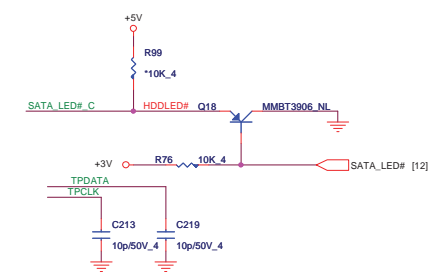 +5V
R99
*10K_4
SATA_LED#_C
HDDLED#
Q18
MMBT3906_NL
+3V
R76
10K_4
SATA_LED# [12]
TPDATA
TPCLK
C213
C219
10p/50V_4
10p/50V_4